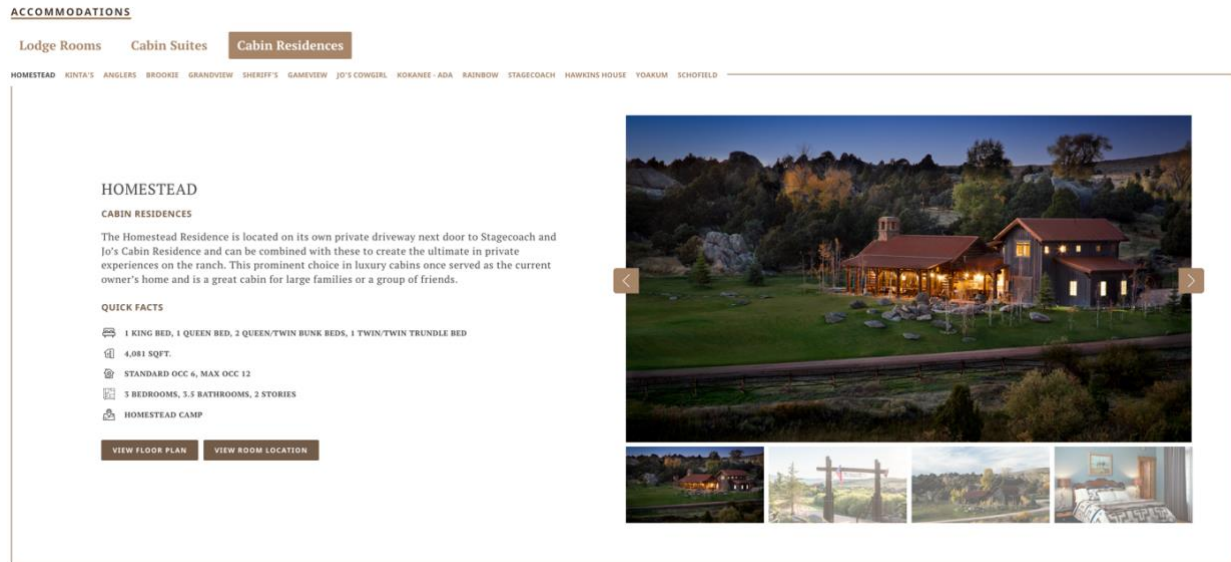 ACCOMMODATIONS
Lodge Rooms Cabin Suites Cabin Residences
HOMESTEAD KINTA'S ANGLERS BROOKIE GRANDVIEW SHERIFF'S GAMEVIEW JO'S COWGIRL KOKANEE - ADA RAINBOW STAGECOACH HAWKINS HOUSE YOAKUM SCHOFIELD
HOMESTEAD
CABIN RESIDENCES
The Homestead Residence is located on its own private driveway next door to Stagecoach and
Jo's Cabin Residence and can be combined with these to create the ultimate in private
experiences on the ranch. This prominent choice in luxury cabins once served as the current
owner's home and is a great cabin for large families or a group of friends.
QUICK FACTS
1 KING BED, 1 QUEEN BED, 2 QUEEN/TWIN BUNK BEDS, 1 TWIN/TWIN TRUNDLE BED
4,081 SQFT.
STANDARD OCC 6, MAX OCC 12
3 BEDROOMS, 3.5 BATHROOMS, 2 STORIES
HOMESTEAD CAMP
VIEW FLOOR PLAN VIEW ROOM LOCATION